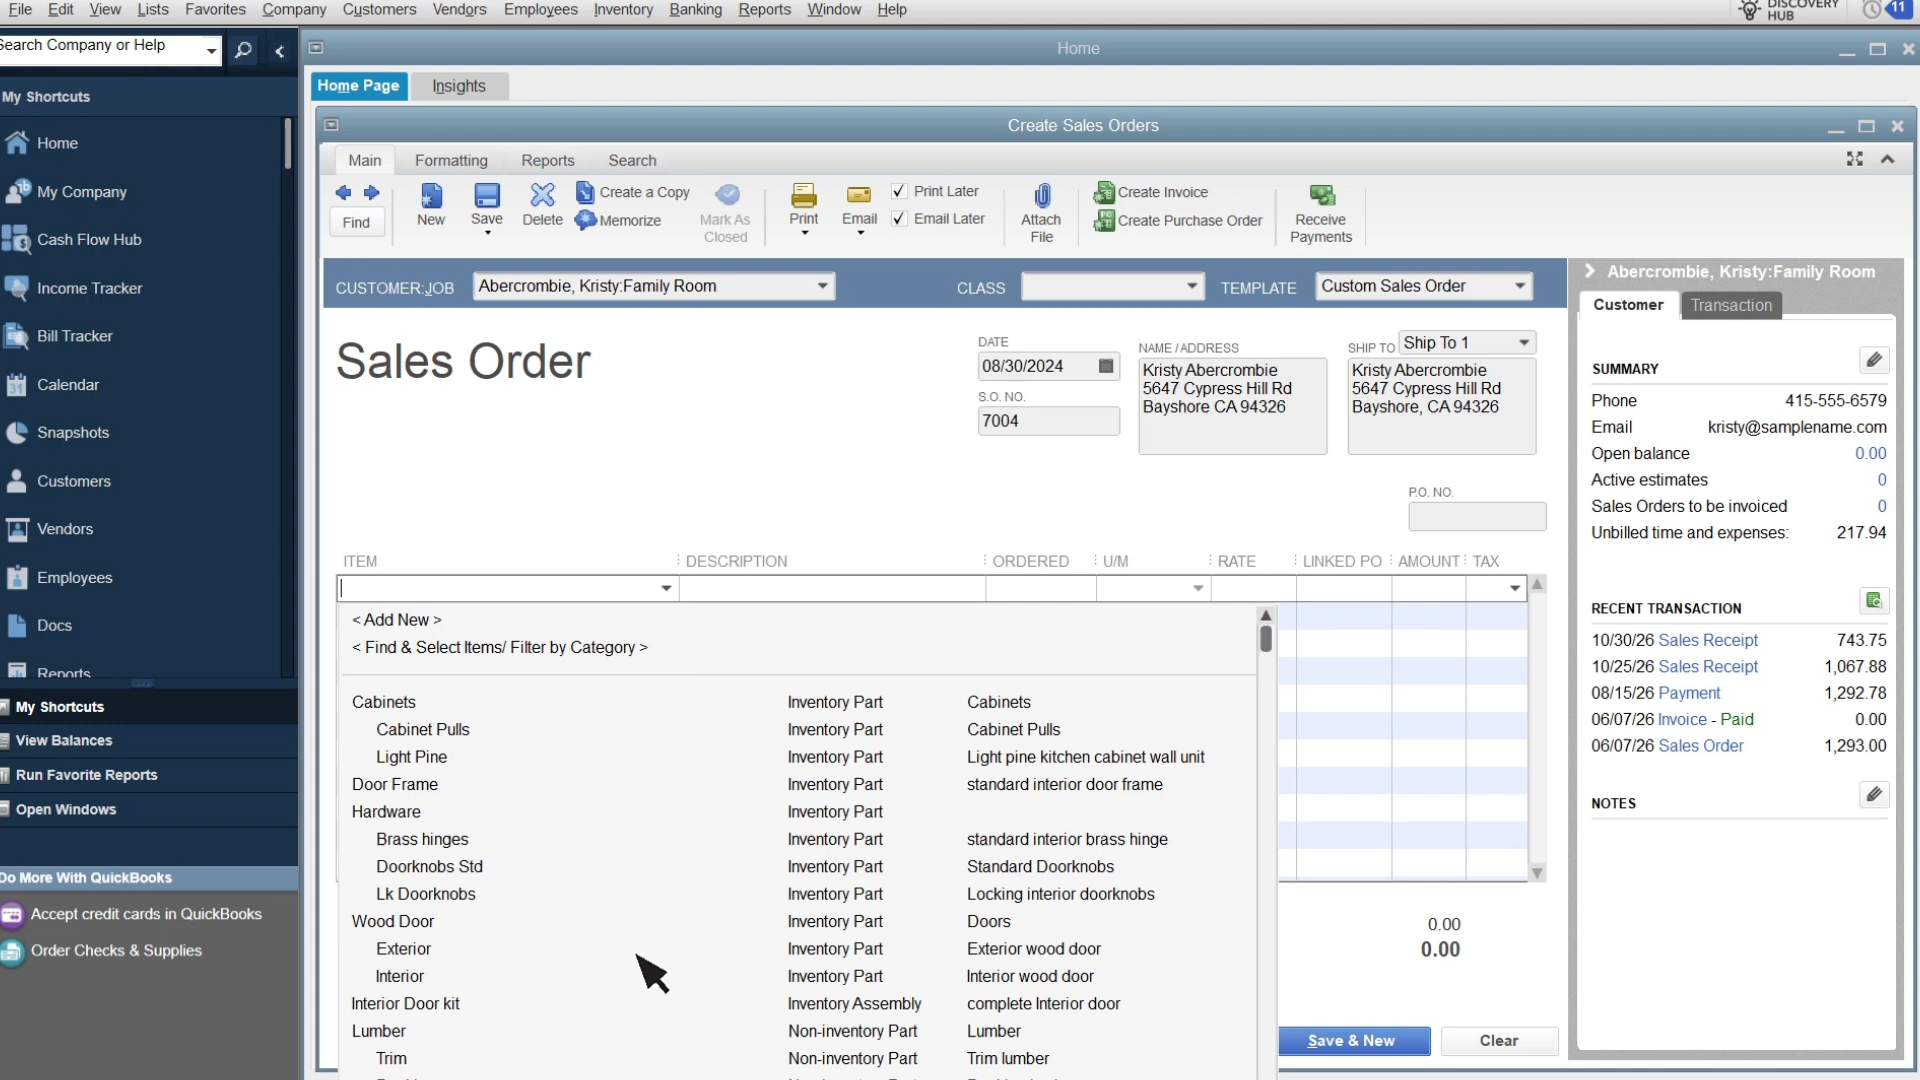 File Edit View Lists Favorites Company Customers Vendors Employees Inventory Banking Reports Window Help
DISCOVERY
HUB
11
Search Company or Help
Home
My Shortcuts
Home Page Insights
Create Sales Orders
Home
My Company
Cash Flow Hub
Income Tracker
Bill Tracker
Calendar
Snapshots
Customers
Vendors
Employees
Docs
Reports
My Shortcuts
View Balances
Run Favorite Reports
Open Windows
Do More With QuickBooks
Accept credit cards in QuickBooks
Order Checks & Supplies
Main Formatting Reports Search
Find
New
Save
Delete
Create a Copy
Memorize
Mark As
Closed
Print
Email
Print Later
Email Later
Attach
File
Create Invoice
Create Purchase Order
Receive
Payments
CUSTOMER:JOB Abercrombie, Kristy:Family Room CLASS TEMPLATE Custom Sales Order
Sales Order
DATE
08/30/2024
S.O. NO.
7004
NAME / ADDRESS
Kristy Abercrombie
5647 Cypress Hill Rd
Bayshore CA 94326
SHIP TO Ship To 1
Kristy Abercrombie
5647 Cypress Hill Rd
Bayshore, CA 94326
P.O. NO.
ITEM DESCRIPTION ORDERED U/M RATE LINKED PO AMOUNT TAX
< Add New >
< Find & Select Items/ Filter by Category >
Cabinets Inventory Part Cabinets
Cabinet Pulls Inventory Part Cabinet Pulls
Light Pine Inventory Part Light pine kitchen cabinet wall unit
Door Frame Inventory Part standard interior door frame
Hardware Inventory Part
Brass hinges Inventory Part standard interior brass hinge
Doorknobs Std Inventory Part Standard Doorknobs
Lk Doorknobs Inventory Part Locking interior doorknobs
Wood Door Inventory Part Doors
Exterior Inventory Part Exterior wood door
Interior Inventory Part Interior wood door
Interior Door kit Inventory Assembly complete Interior door
Lumber Non-inventory Part Lumber
Trim Non-inventory Part Trim lumber
0.00
0.00
Save & New Clear
Abercrombie, Kristy:Family Room
Customer Transaction
SUMMARY
Phone 415-555-6579
Email kristy@samplename.com
Open balance 0.00
Active estimates 0
Sales Orders to be invoiced 0
Unbilled time and expenses: 217.94
RECENT TRANSACTION
10/30/26 Sales Receipt 743.75
10/25/26 Sales Receipt 1,067.88
08/15/26 Payment 1,292.78
06/07/26 Invoice - Paid 0.00
06/07/26 Sales Order 1,293.00
NOTES